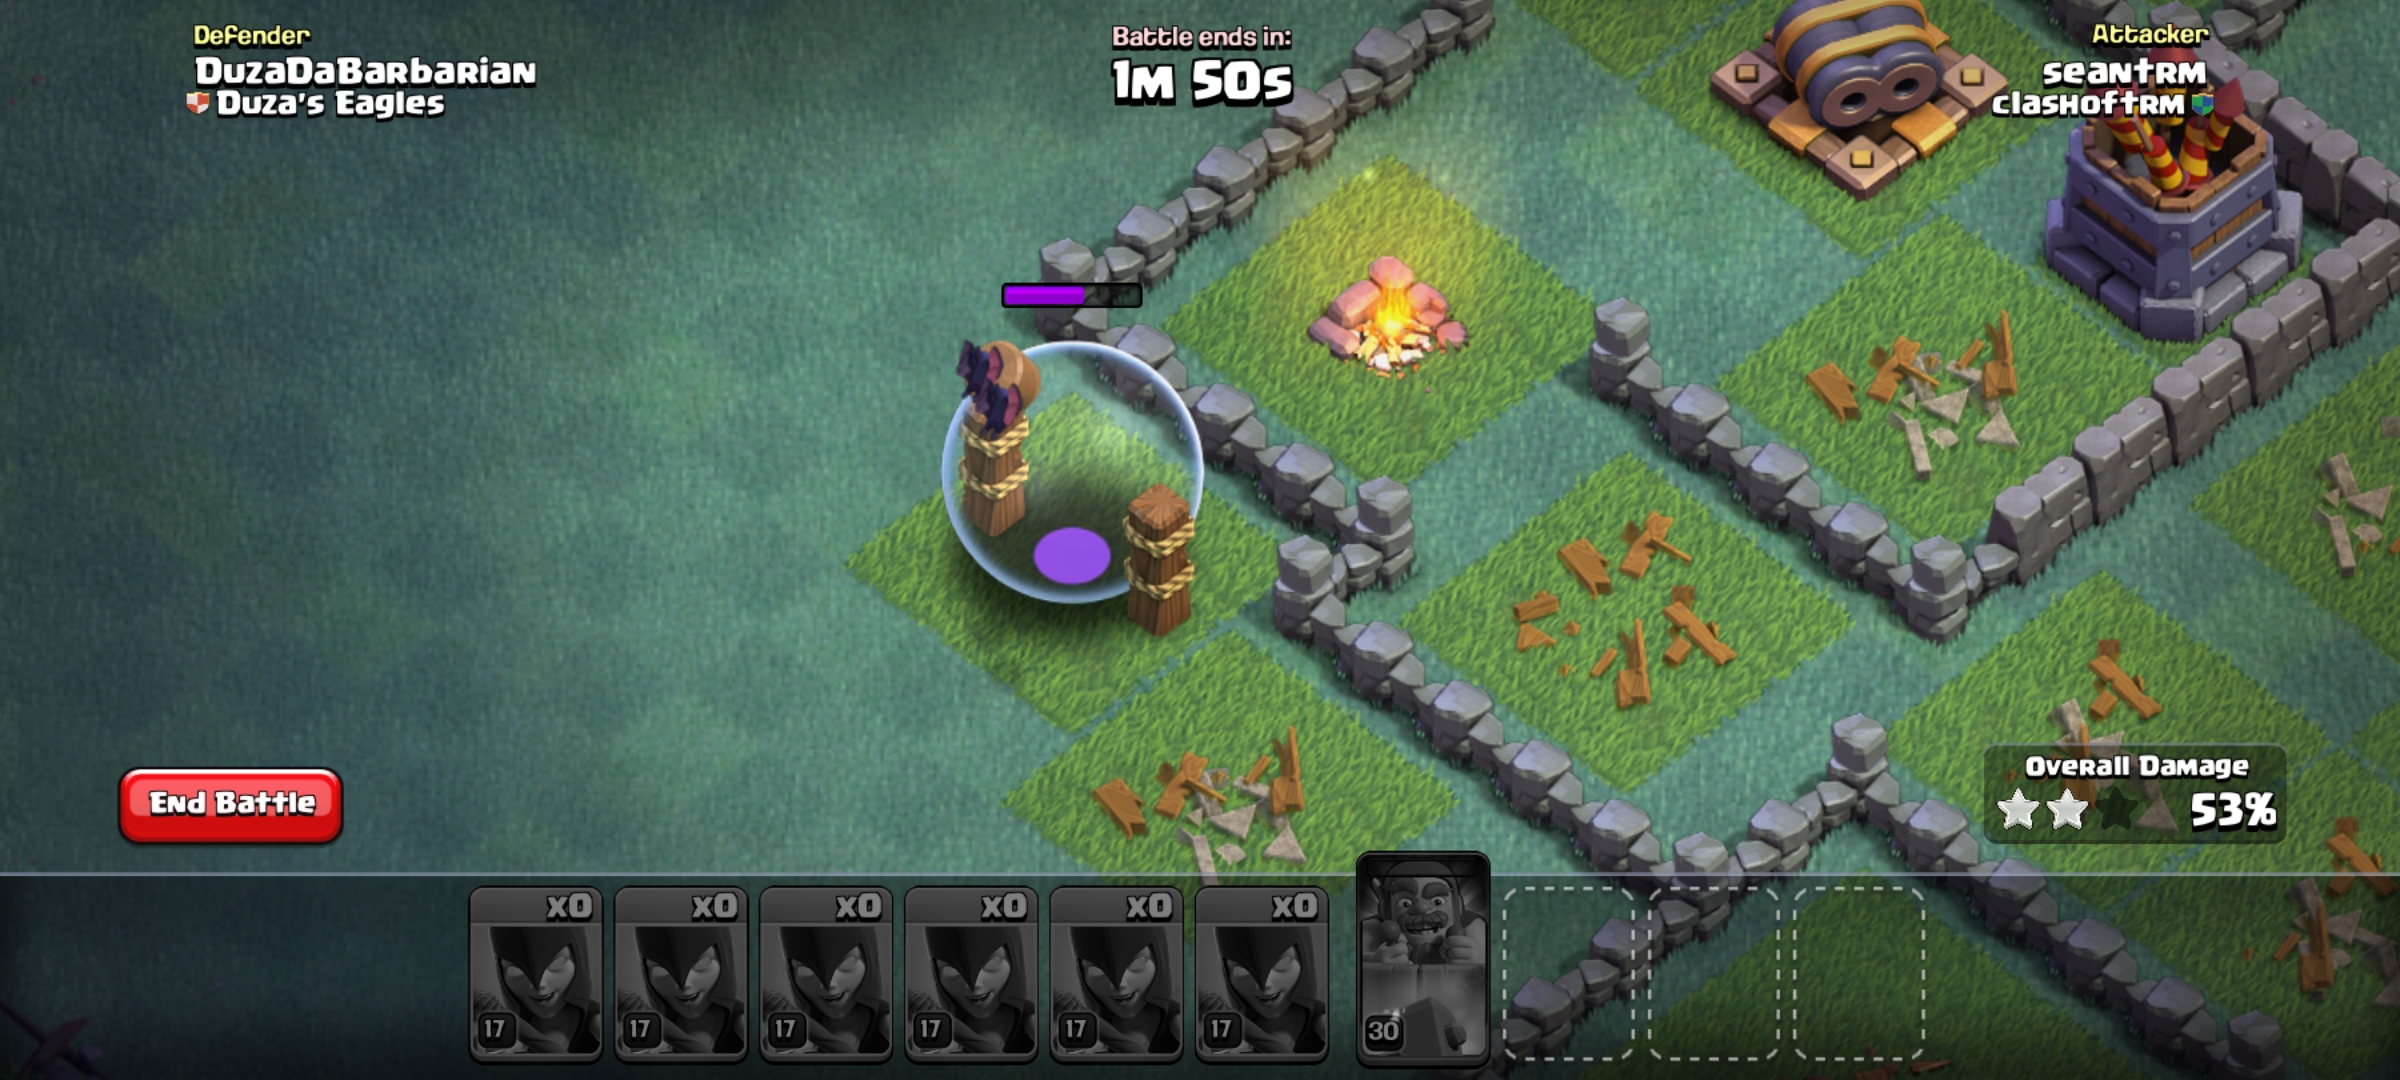 Defender
DuzaDaBarbarian
Duza's Eagles
Battle ends in:
1m 50s
Attacker
seantrm
clashoftrm
End Battle
Overall Damage
53%
x0 x0 x0 x0 x0 x0
17 17 17 17 17 17 30